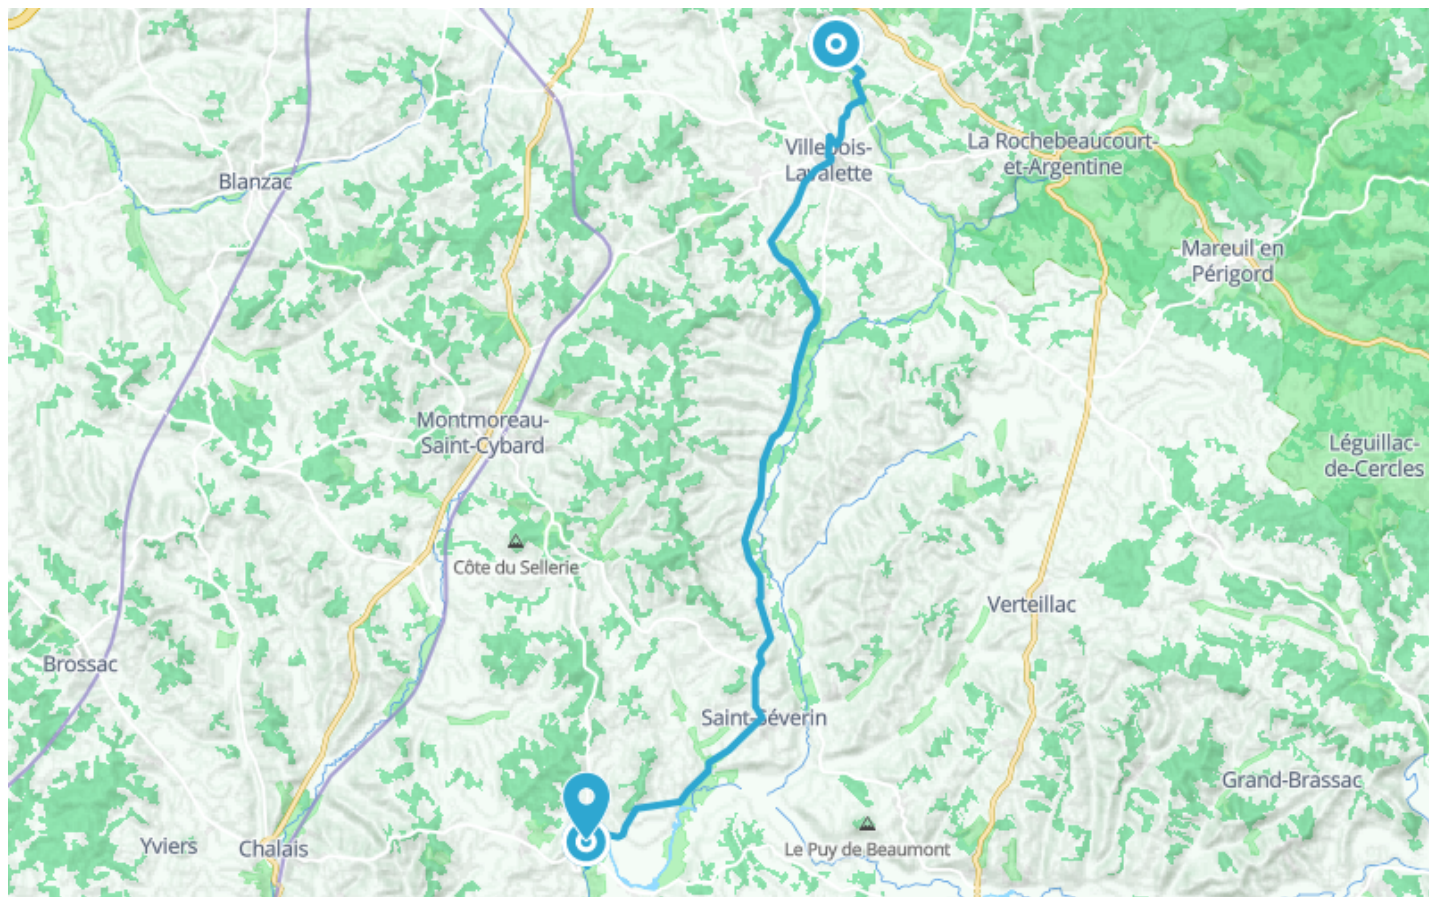 Villebois-
Lavalette
La Rochebeaucourt-
et-Argentine
Blanzac
Mareuil en
Périgord
Montmoreau-
Saint-Cybard
Léguillac-
de-Cercles
Côte du Sellerie
Verteillac
Brossac
Saint-Séverin
Grand-Brassac
Yviers
Chalais
Le Puy de Beaumont